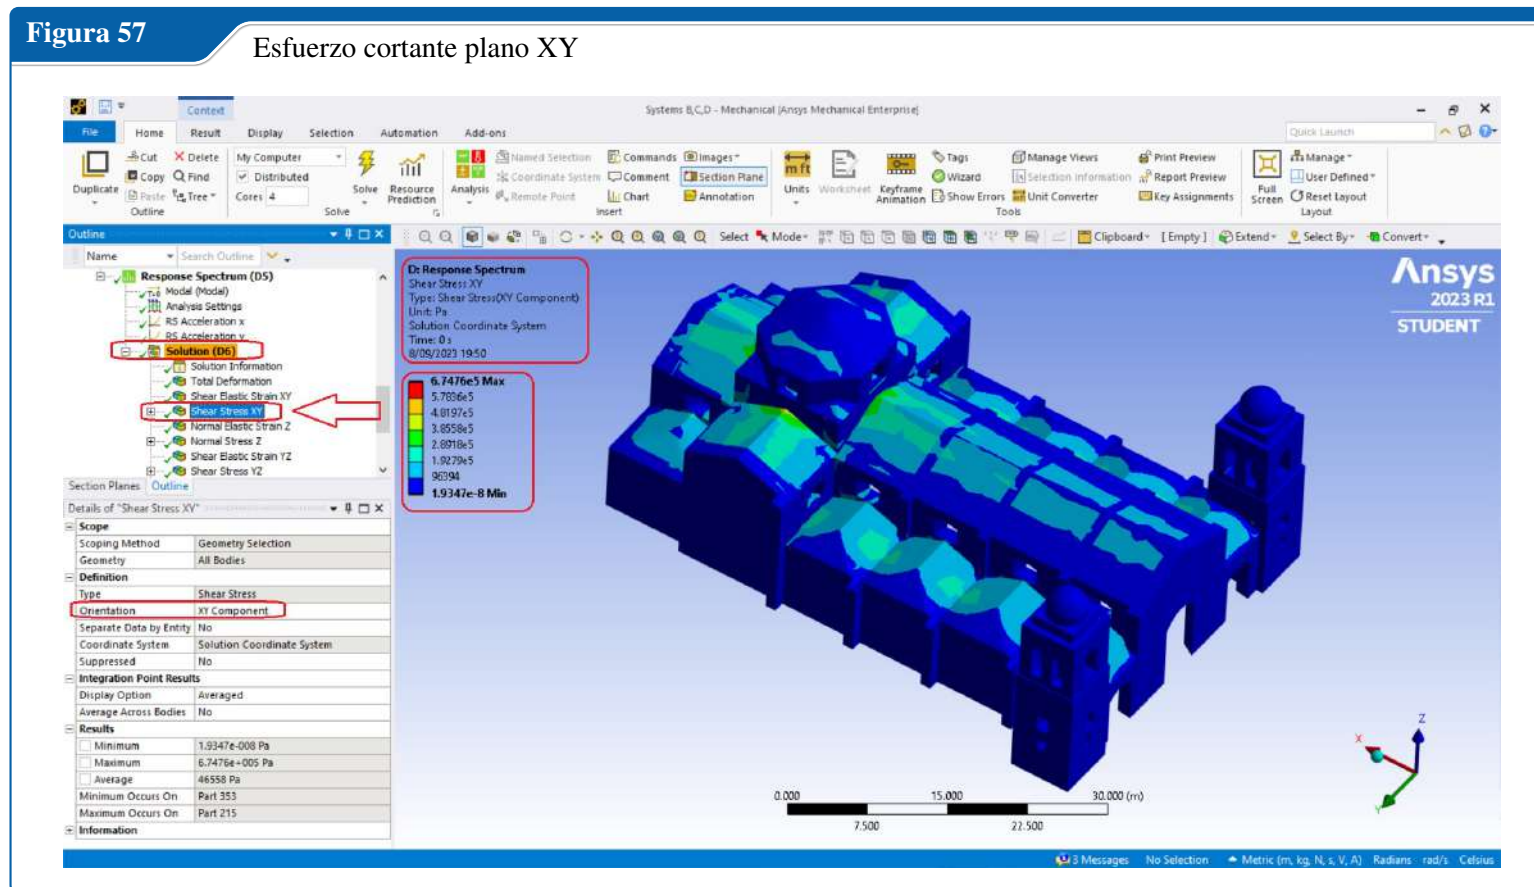 Figura 57
Esfuerzo cortante plano XY
Context
Systems B,C,D - Mechanical [Ansys Mechanical Enterprise]
File Home Result Display Selection Automation Add-ons
Quick Launch
Cut Delete My Computer
Named Selection Commands Images
Tags Manage Views Print Preview
Manage
Copy Find Distributed
Coordinate System Comment Section Plane
Wizard Selection Information Report Preview
User Defined
Duplicate Paste Tree Cores 4 Solve Resource Prediction Analysis
Remote Point Chart Annotation
Units Worksheet Keyframe Animation
Show Errors Unit Converter Key Assignments
Full Screen Reset Layout
Outline Solve Insert Tools Layout
Outline
Select Mode Clipboard [Empty] Extend Select By Convert
Name Search Outline
Response Spectrum (D5)
Modal (Modal)
Analysis Settings
RS Acceleration x
RS Acceleration y
Solution (D6)
Solution Information
Total Deformation
Shear Elastic Strain XY
Shear Stress XY
Normal Elastic Strain Z
Normal Stress Z
Shear Elastic Strain YZ
Shear Stress YZ
Section Planes Outline
Details of "Shear Stress XY"
Scope
Scoping Method Geometry Selection
Geometry All Bodies
Definition
Type Shear Stress
Orientation XY Component
Separate Data by Entity No
Coordinate System Solution Coordinate System
Suppressed No
Integration Point Results
Display Option Averaged
Average Across Bodies No
Results
Minimum 1.9347e-008 Pa
Maximum 6.7476e+005 Pa
Average 46558 Pa
Minimum Occurs On Part 353
Maximum Occurs On Part 215
Information
D: Response Spectrum
Shear Stress XY
Type: Shear Stress(XY Component)
Unit: Pa
Solution Coordinate System
Time: 0 s
8/09/2023 19:50
6.7476e5 Max
5.7836e5
4.8197e5
3.8558e5
2.8918e5
1.9279e5
96394
1.9347e-8 Min
Ansys
2023 R1
STUDENT
Z
X
Y
0.000 15.000 30.000 (m)
7.500 22.500
3 Messages No Selection Metric (m, kg, N, s, V, A) Radians rad/s Celsius